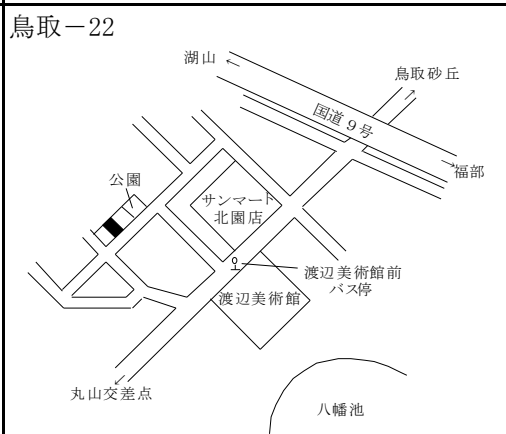 鳥取－22
湖山
鳥取砂丘
国道9号
福部
公園
サンマート
北園店
渡辺美術館前
バス停
渡辺美術館
丸山交差点
八幡池